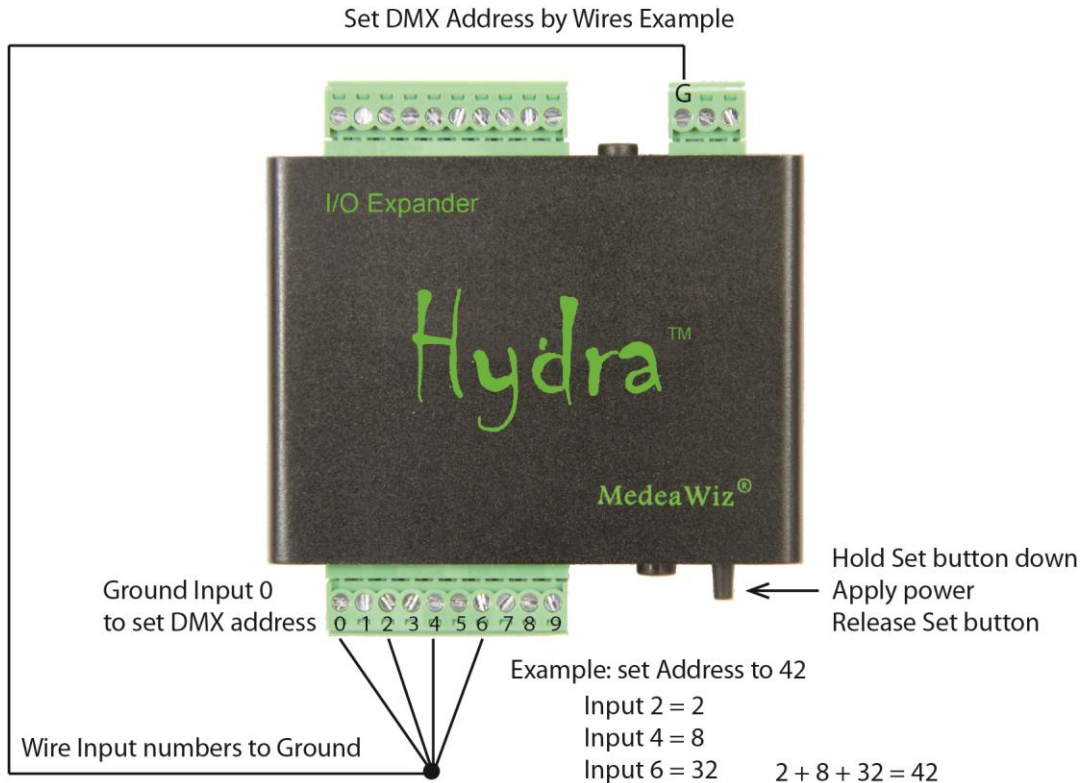 Set DMX Address by Wires Example
G
I/O Expander
Hydra™
MedeaWiz®
Hold Set button down
Apply power
Release Set button
Ground Input 0
to set DMX address
0 1 2 3 4 5 6 7 8 9
Example: set Address to 42
Input 2 = 2
Input 4 = 8
Input 6 = 32 2 + 8 + 32 = 42
Wire Input numbers to Ground